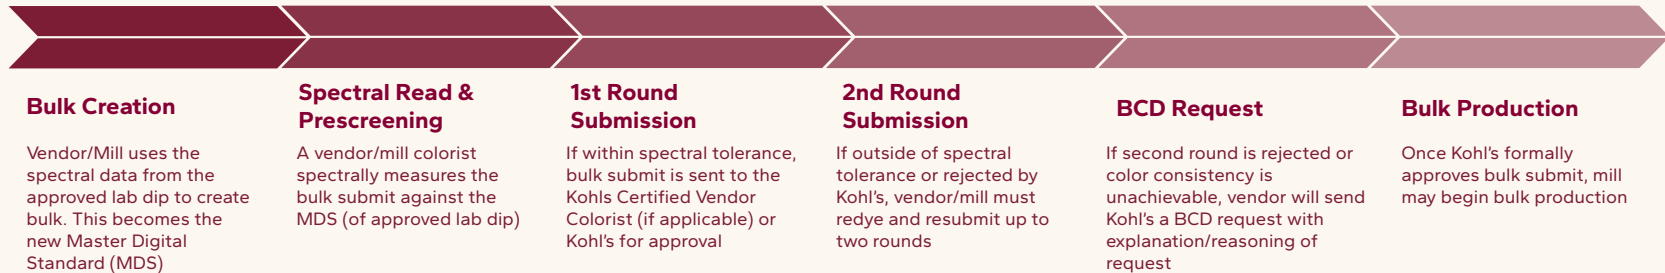 Bulk Creation
Vendor/Mill uses the
spectral data from the
approved lab dip to create
bulk. This becomes the
new Master Digital
Standard (MDS)
Spectral Read &
Prescreening
A vendor/mill colorist
spectrally measures the
bulk submit against the
MDS (of approved lab dip)
1st Round
Submission
If within spectral tolerance,
bulk submit is sent to the
Kohls Certified Vendor
Colorist (if applicable) or
Kohl's for approval
2nd Round
Submission
If outside of spectral
tolerance or rejected by
Kohl's, vendor/mill must
redye and resubmit up to
two rounds
BCD Request
If second round is rejected or
color consistency is
unachievable, vendor will send
Kohl's a BCD request with
explanation/reasoning of
request
Bulk Production
Once Kohl's formally
approves bulk submit, mill
may begin bulk production